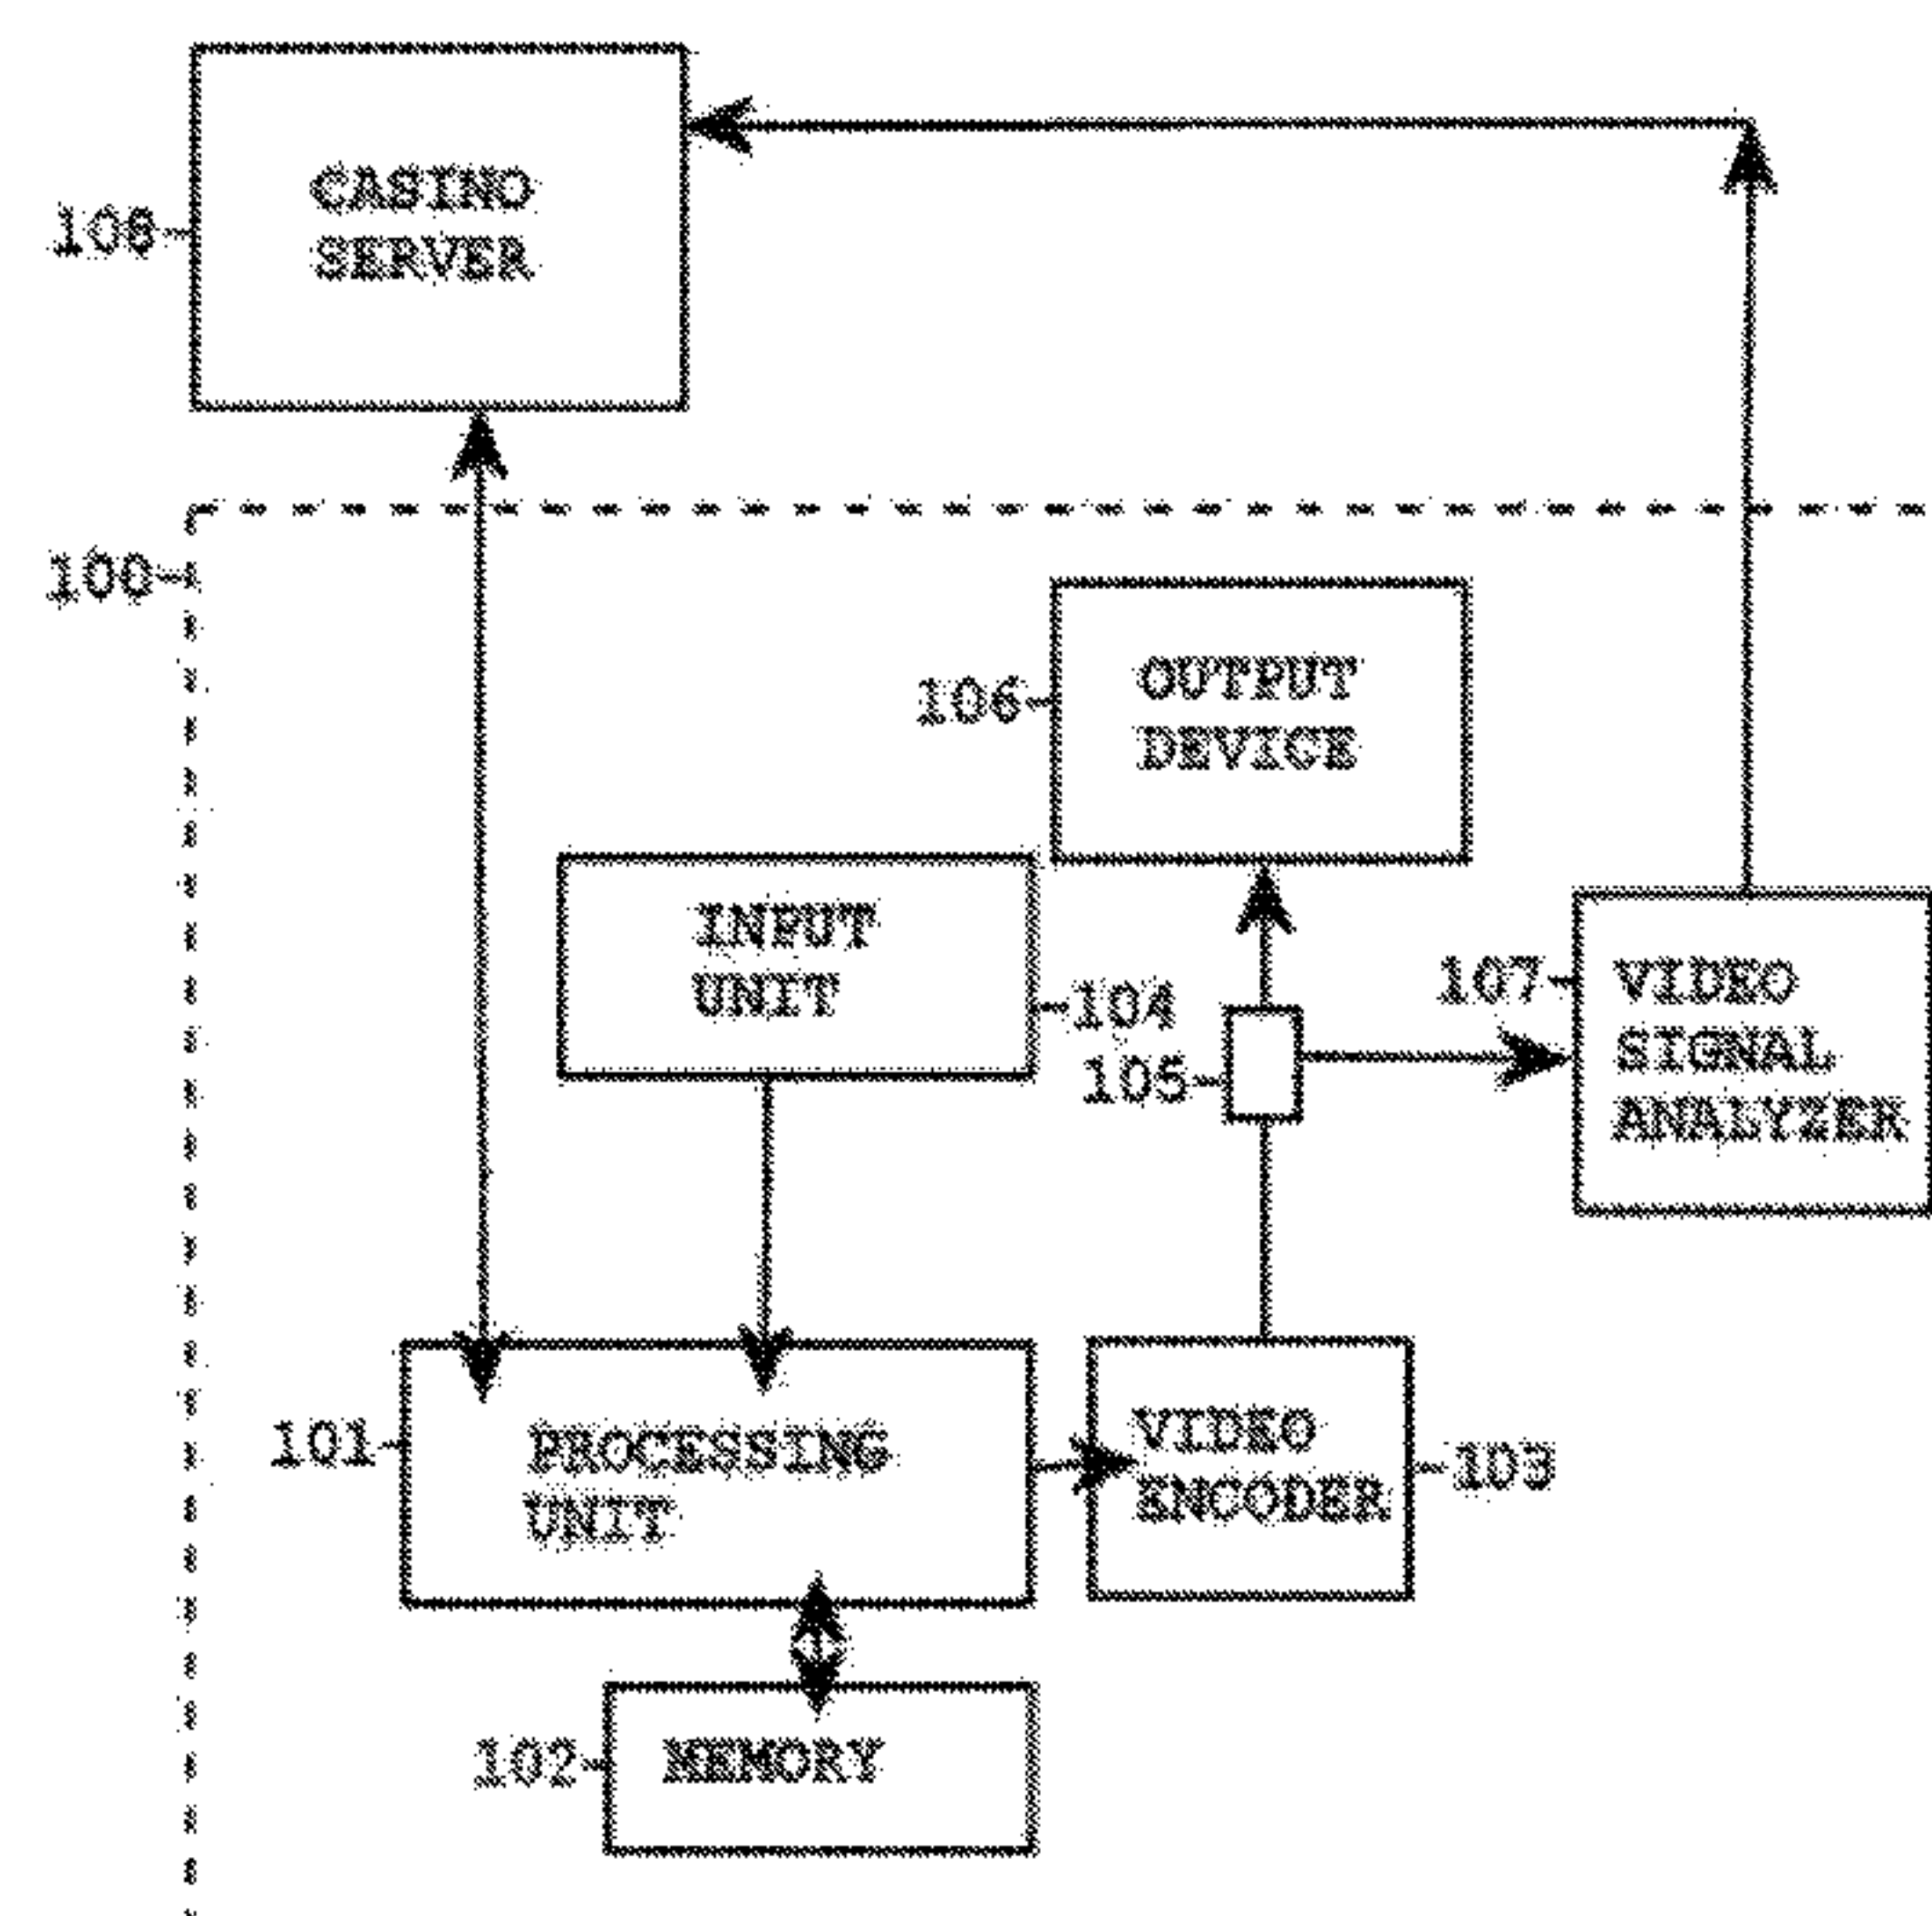 CASINO
SERVER
108
100
OUTPUT
DEVICE
106
INPUT
UNIT
104
105
107
VIDEO
SIGNAL
ANALYZER
101
PROCESSING
UNIT
VIDEO
ENCODER
103
102
MEMORY